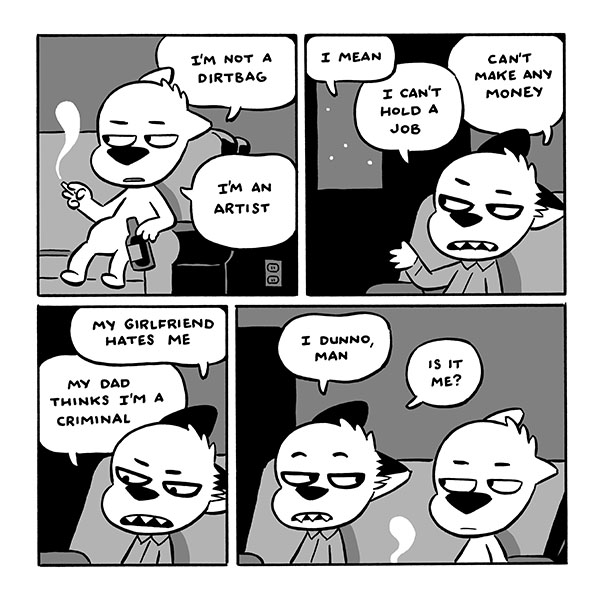 I'M NOT A
DIRTBAG
I'M AN
ARTIST
I MEAN
I CAN'T
HOLD A
JOB
CAN'T
MAKE ANY
MONEY
MY GIRLFRIEND
HATES ME
MY DAD
THINKS I'M A
CRIMINAL
I DUNNO,
MAN
IS IT
ME?